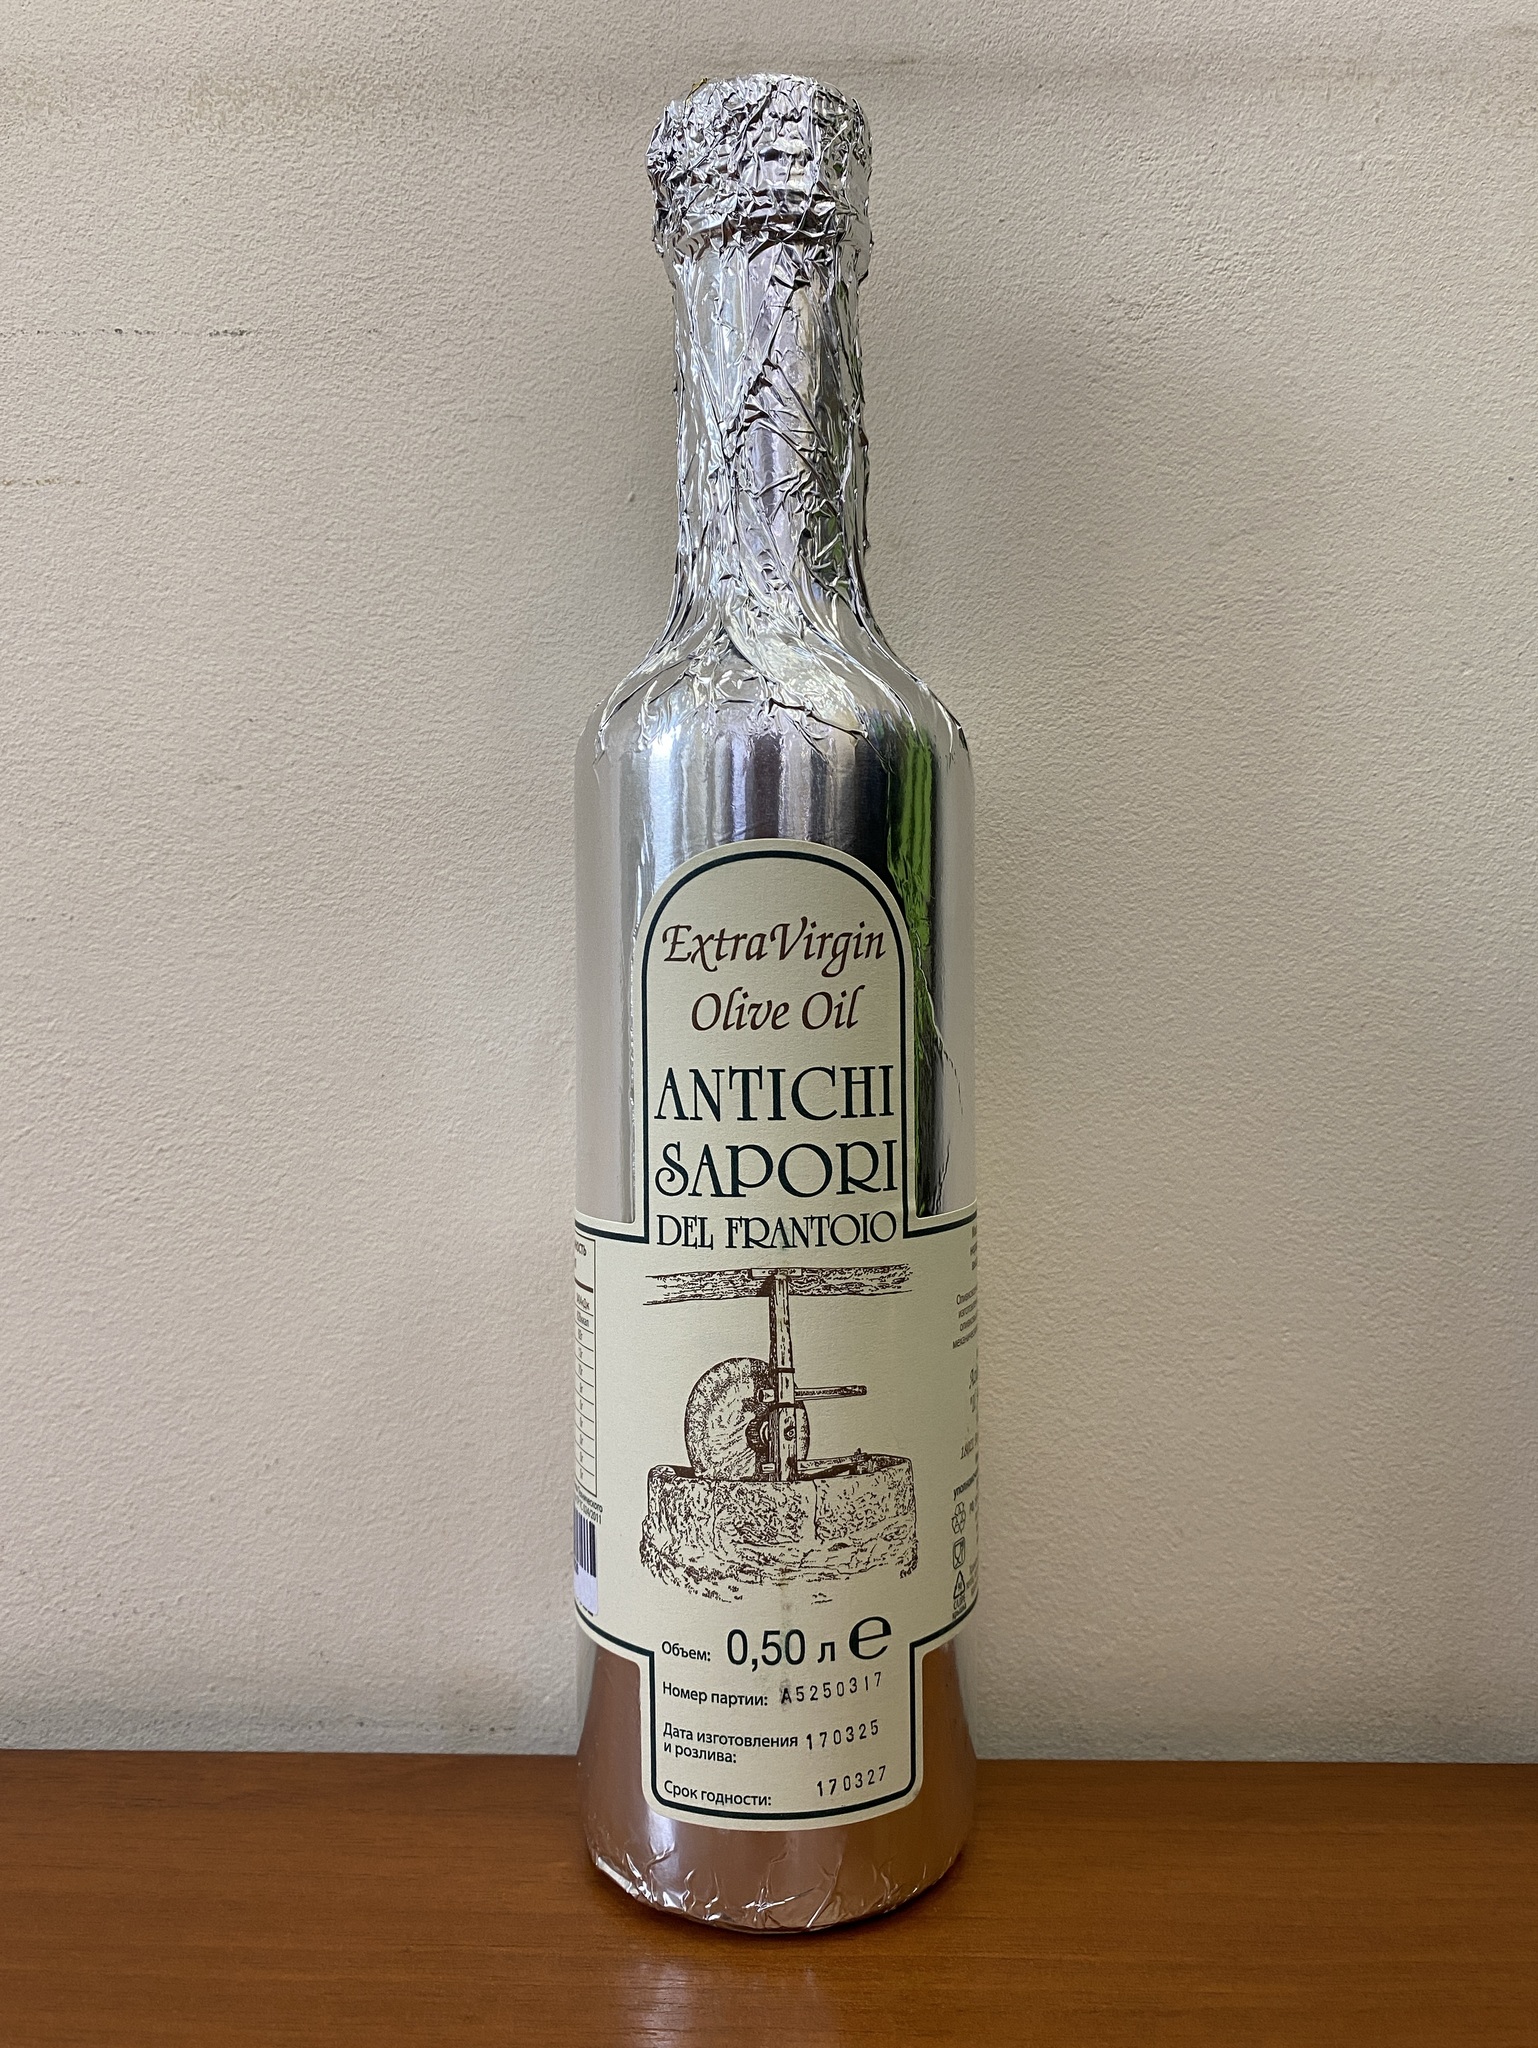 Extra Virgin
Olive Oil
ANTICHI
SAPORI
DEL FRANTOIO
Объем: 0,50 л ℮
Номер партии: A5250317
Дата изготовления 170325
и розлива:
Срок годности: 170327